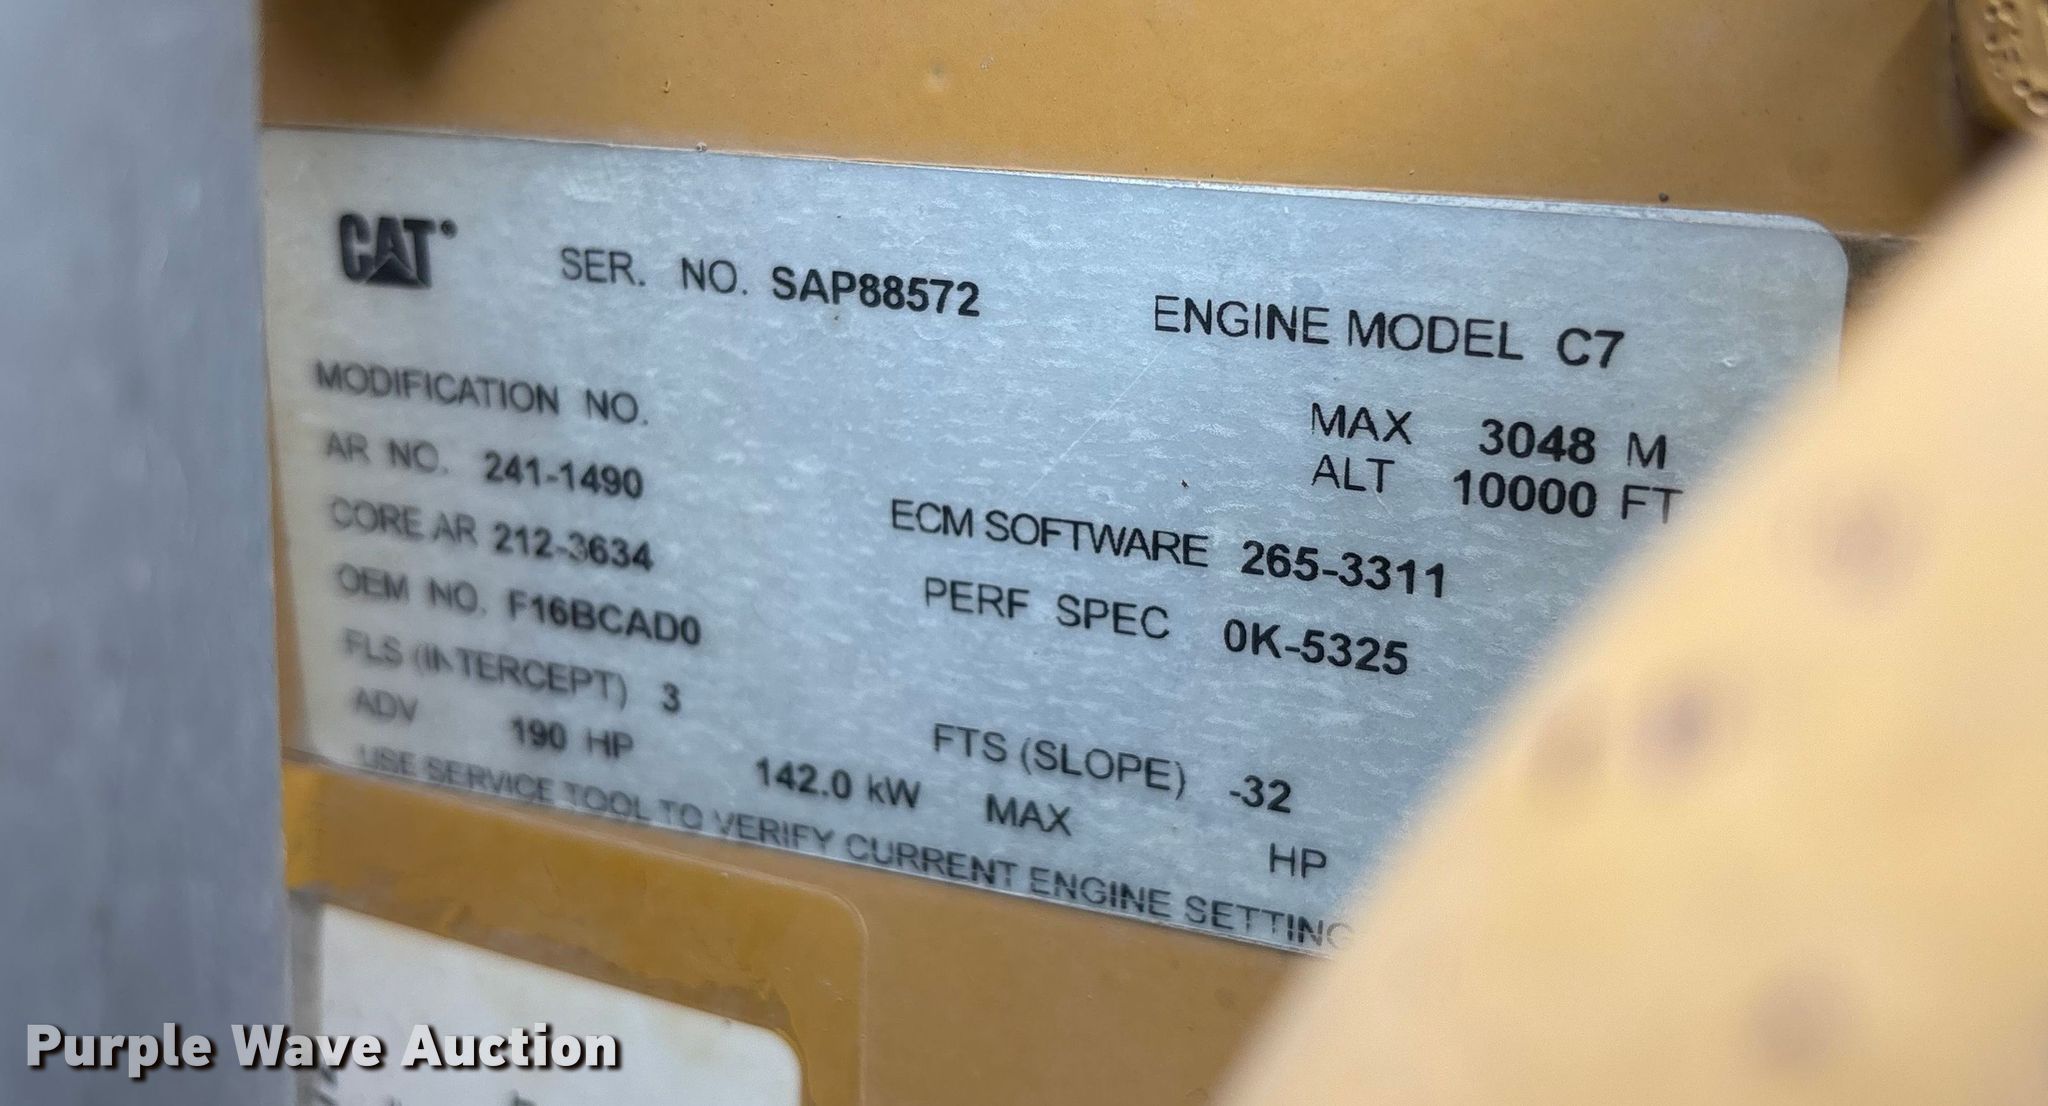 CAT®
SER. NO. SAP88572
ENGINE MODEL C7
MODIFICATION NO.
MAX 3048 M
ALT 10000 FT
AR NO. 241-1490
CORE AR 212-3634
ECM SOFTWARE 265-3311
OEM NO. F16BCAD0
PERF SPEC 0K-5325
FLS (INTERCEPT) 3
FTS (SLOPE) -32
ADV 190 HP 142.0 kW MAX HP
USE SERVICE TOOL TO VERIFY CURRENT ENGINE SETTING
Purple Wave Auction